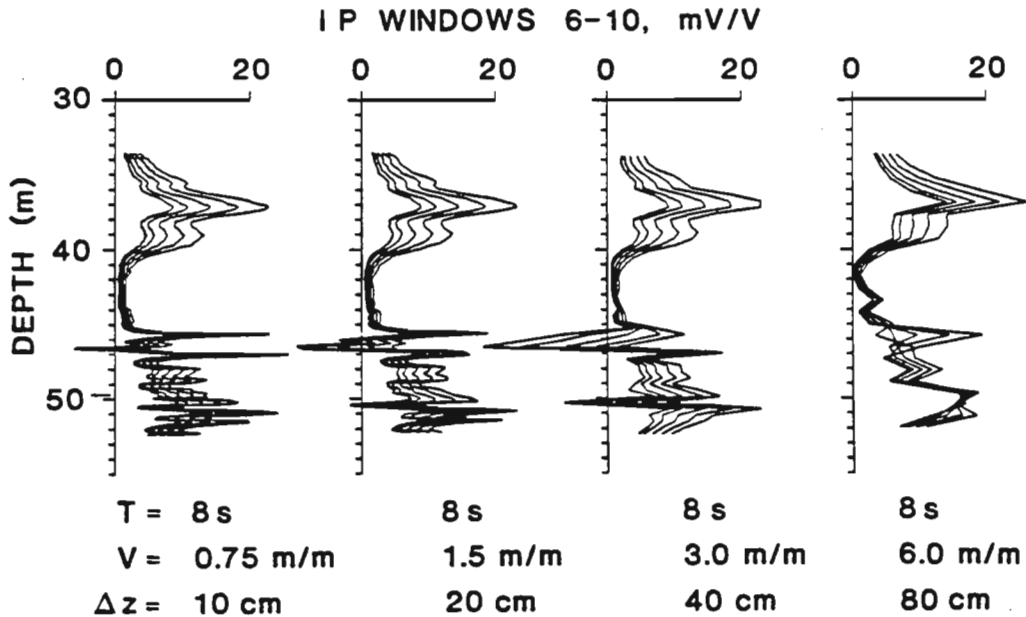 I P WINDOWS 6-10, mV/V
0 20 0 20 0 20 0 20
30
40
50
DEPTH (m)
T = 8 s 8 s 8 s 8 s
V = 0.75 m/m 1.5 m/m 3.0 m/m 6.0 m/m
Δz = 10 cm 20 cm 40 cm 80 cm